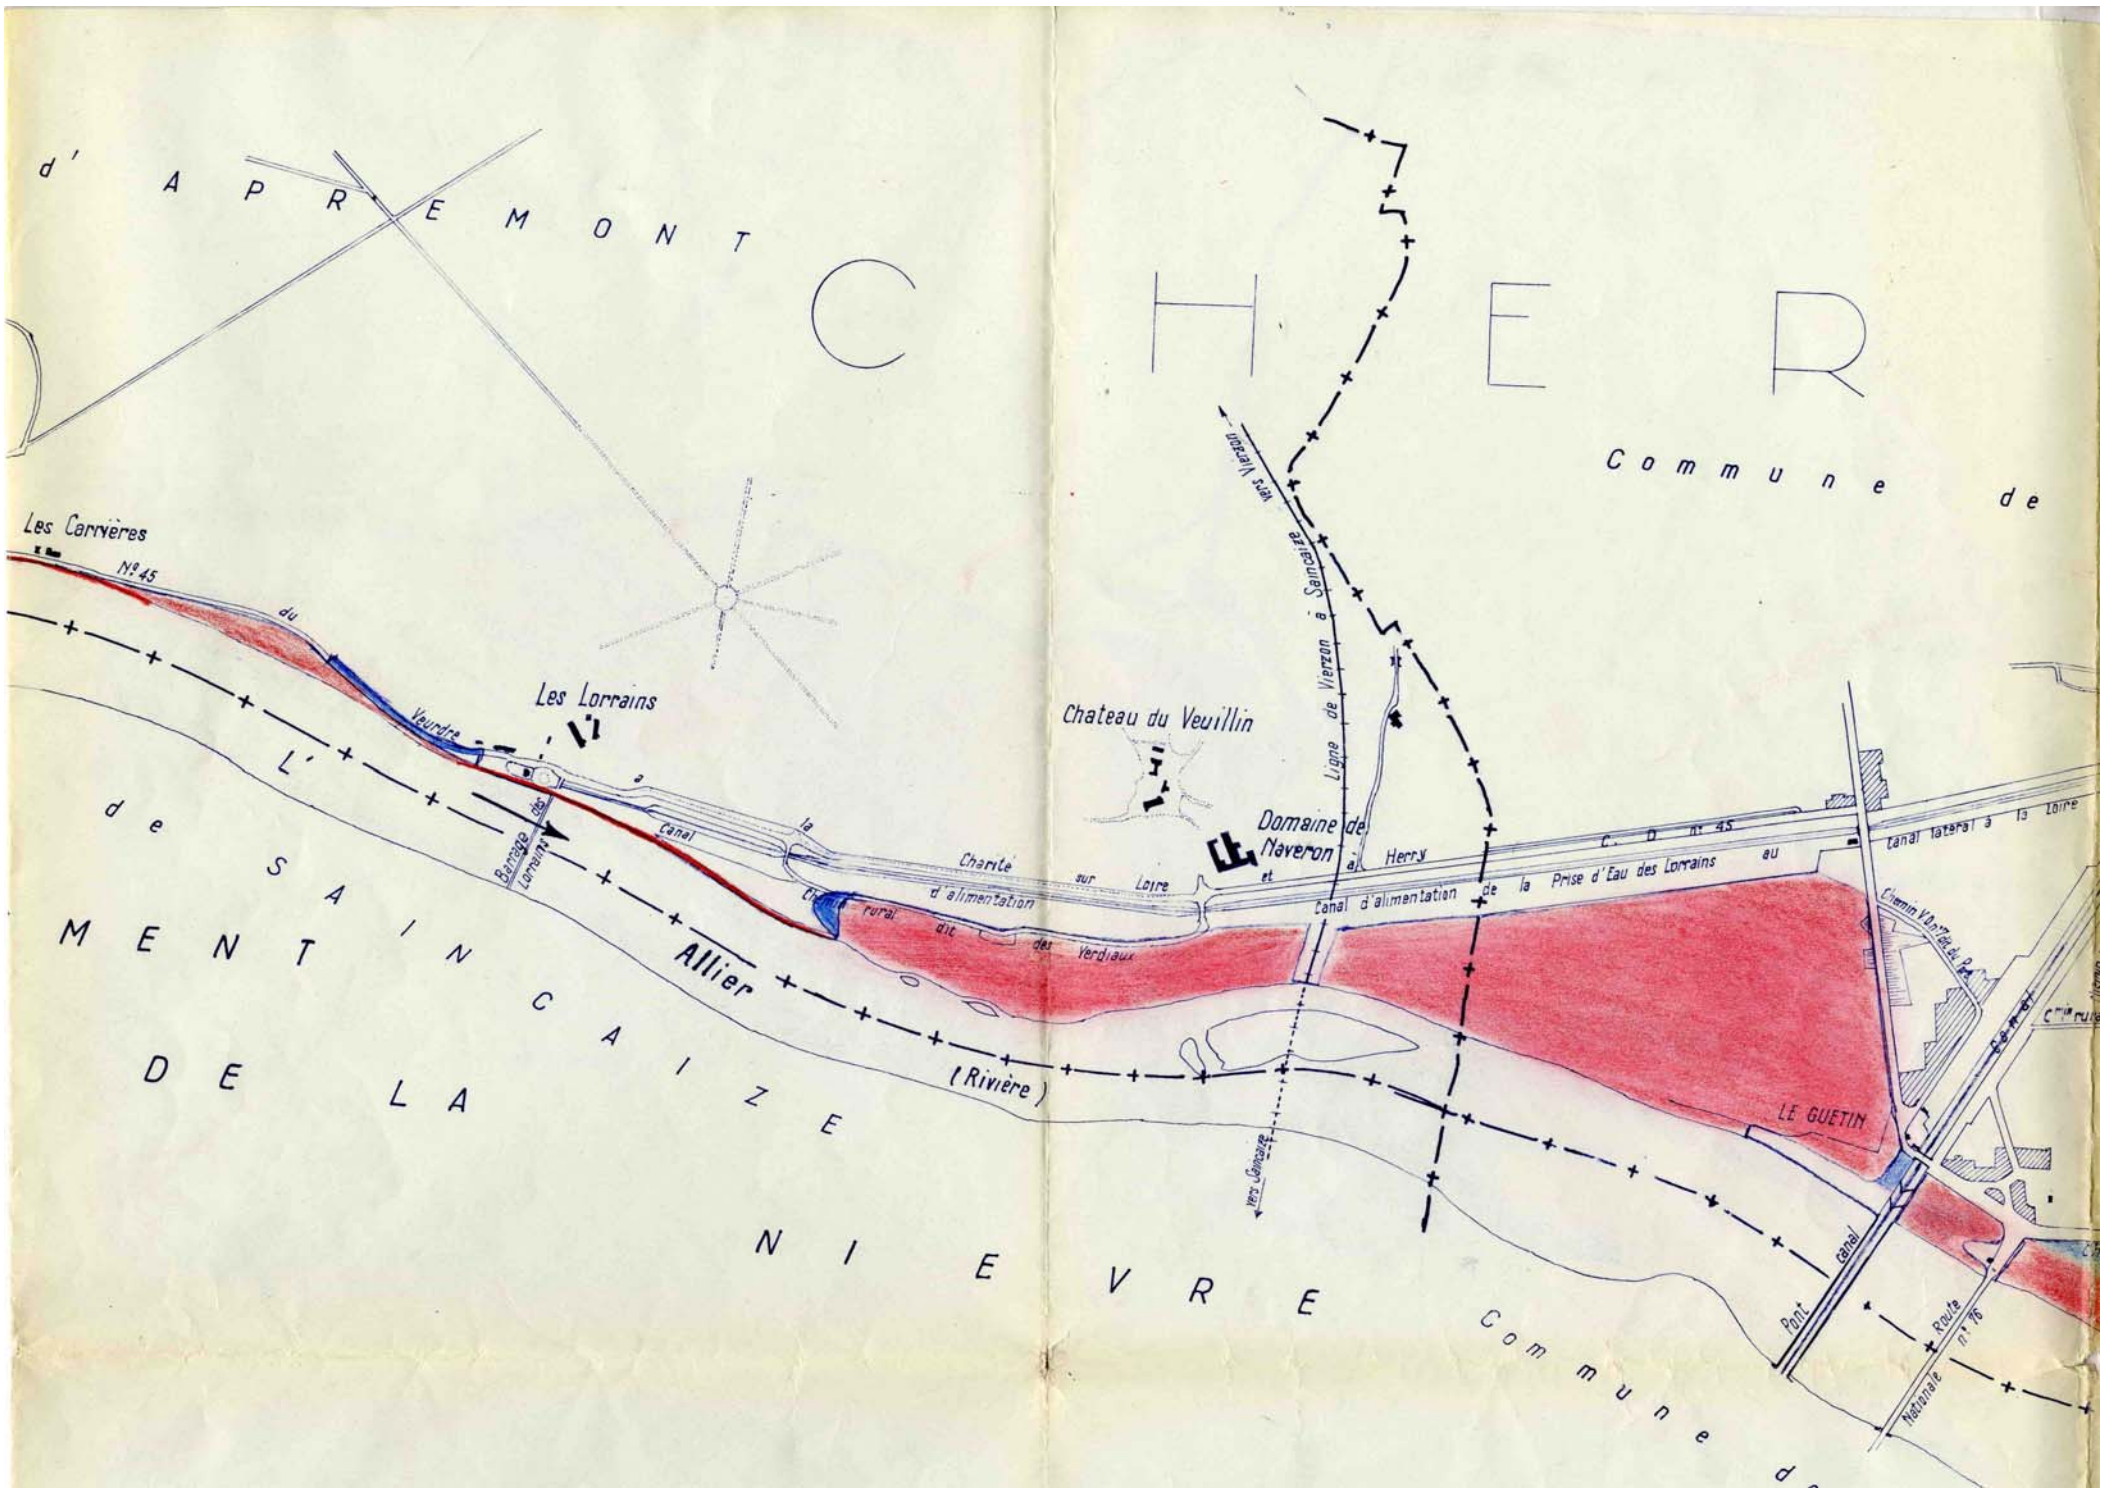 d' APREMONT
CHER
Commune de
Les Carrières
Nº 45
du
Veurdre
Les Lorrains
à
la
Charité
sur
Loire
et
à
Herry
C. D. nº 45
Chateau du Veuillin
Domaine de
Naveron
vers Vierzon
Ligne de Vierzon à Saincaize
Canal
d'alimentation
Canal d'alimentation de la Prise d'Eau des Lorrains au
Canal latéral à la Loire
Chemin rural dit des Verdiaux
Barrage des
Lorrains
L'
Allier
(Rivière)
vers Saincaize
de SAINCAIZE
MENT
DE LA
NIEVRE
LE GUETIN
Canal
Pont
canal
Route
nº 76
Nationale
Commune